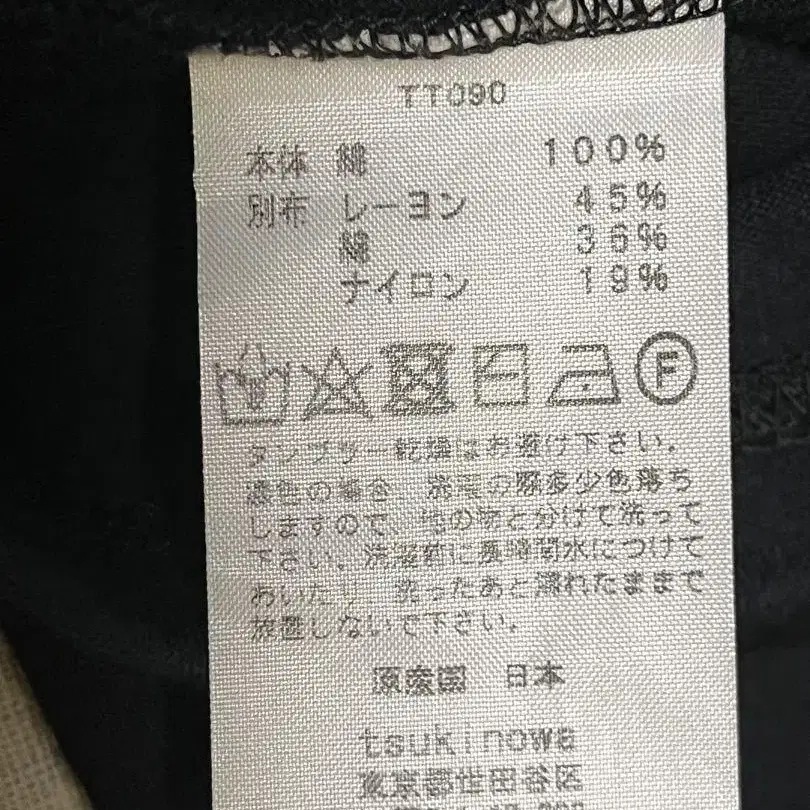 TT090
本体 綿 100%
別布 レーヨン 45%
綿 36%
ナイロン 19%
F
タンブラー乾燥はお避け下さい。
濃色の場合、洗濯の際多少色落ち
しますので、他の物と分けて洗って
下さい。洗濯前に長時間水につけて
おいたり、洗ったあと濡れたままで
放置しないで下さい。
原産国 日本
tsukinowa
東京都世田谷区